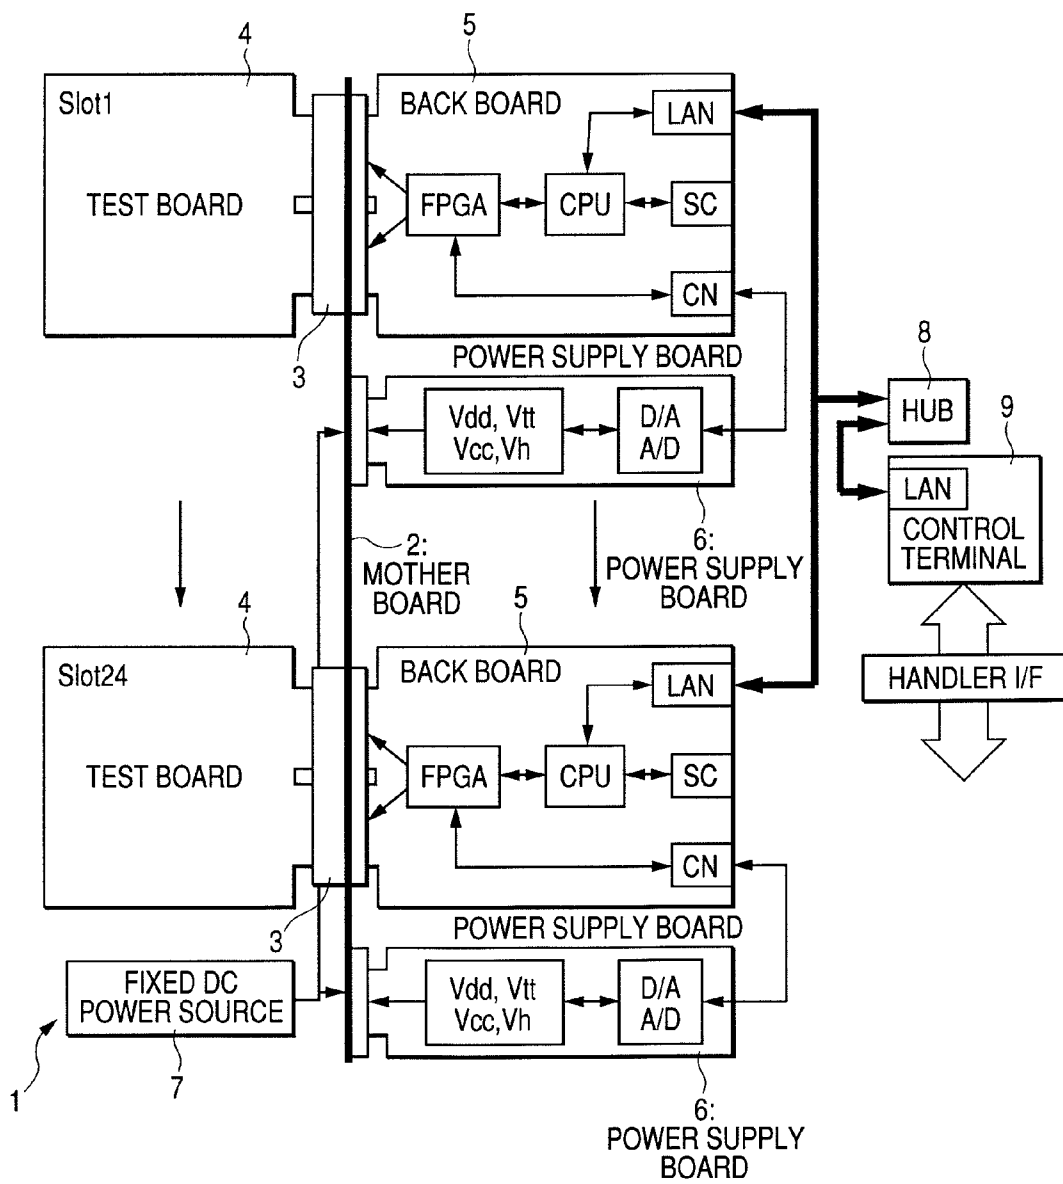 4
5
Slot1
BACK BOARD
LAN
TEST BOARD
FPGA
CPU
SC
CN
3
POWER SUPPLY BOARD
8
HUB
9
Vdd, Vtt
Vcc,Vh
D/A
A/D
LAN
CONTROL
TERMINAL
2:
MOTHER
BOARD
6:
POWER SUPPLY
BOARD
4
5
Slot24
BACK BOARD
LAN
HANDLER I/F
TEST BOARD
FPGA
CPU
SC
CN
3
POWER SUPPLY BOARD
FIXED DC
POWER SOURCE
Vdd, Vtt
Vcc,Vh
D/A
A/D
1
7
6:
POWER SUPPLY
BOARD